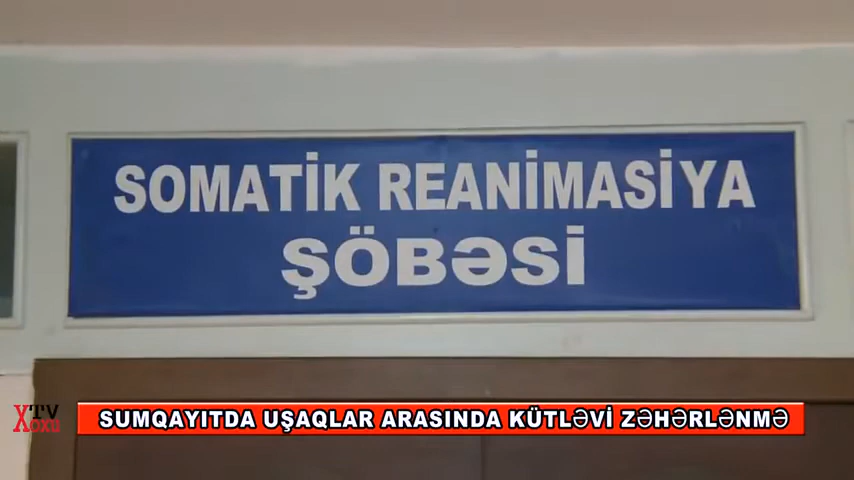 SOMATİK REANİMASİYA
ŞÖBƏSİ
XTV
XOXU
SUMQAYITDA UŞAQLAR ARASINDA KÜTLƏVİ ZƏHƏRLƏNMƏ